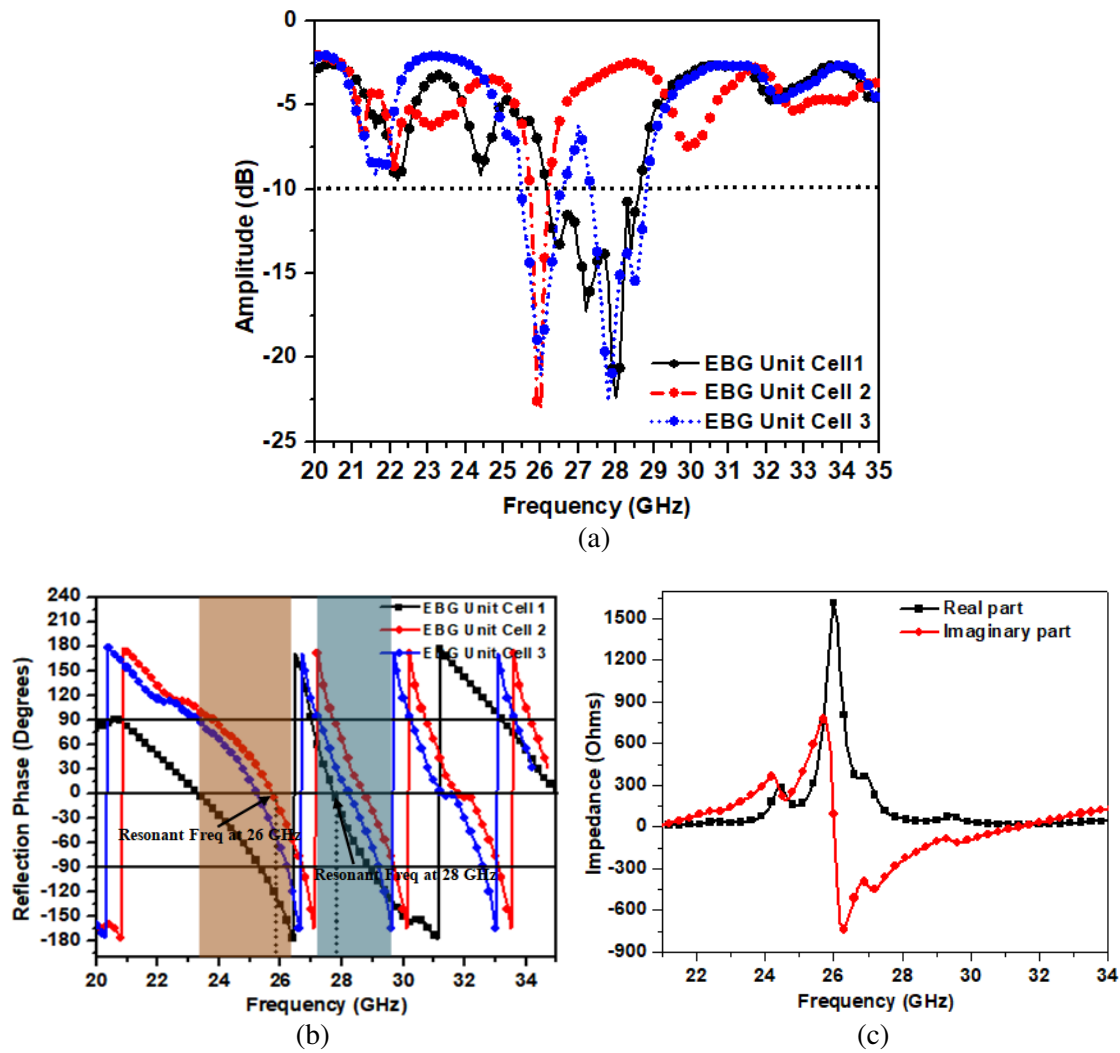 0
-5
-10
-15
-20
-25
Amplitude (dB)
EBG Unit Cell1
EBG Unit Cell 2
EBG Unit Cell 3
20 21 22 23 24 25 26 27 28 29 30 31 32 33 34 35
Frequency (GHz)
(a)
240
210
180
150
120
90
60
30
0
-30
-60
-90
-120
-150
-180
Reflection Phase (Degrees)
EBG Unit Cell 1
EBG Unit Cell 2
EBG Unit Cell 3
Resonant Freq at 26 GHz
Resonant Freq at 28 GHz
20 22 24 26 28 30 32 34
Frequency (GHz)
(b)
1500
1200
900
600
300
0
-300
-600
-900
Impedance (Ohms)
Real part
Imaginary part
22 24 26 28 30 32 34
Frequency (GHz)
(c)